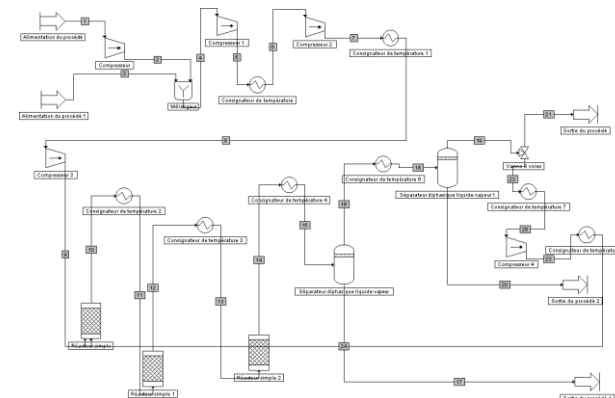 1
Alimentation du procédé
Compresseur
2
3
Alimentation du procédé 1
Mélangeur
4
Compresseur 1
5
Consignateur de température
6
Compresseur 2
7
Consignateur de température 1
8
Compresseur 3
9
10
Consignateur de température 2
11
12
Consignateur de température 3
13
14
Consignateur de température 4
15
Réacteur simple
Réacteur simple 1
Réacteur simple 2
Séparateur diphasique liquide-vapeur
16
17
Consignateur de température 5
18
Séparateur diphasique liquide-vapeur 1
19
Vanne 3 voies
21
Sortie du procédé
22
Consignateur de température 7
Compresseur 4
23
Consignateur de température
20
Sortie du procédé 2
24